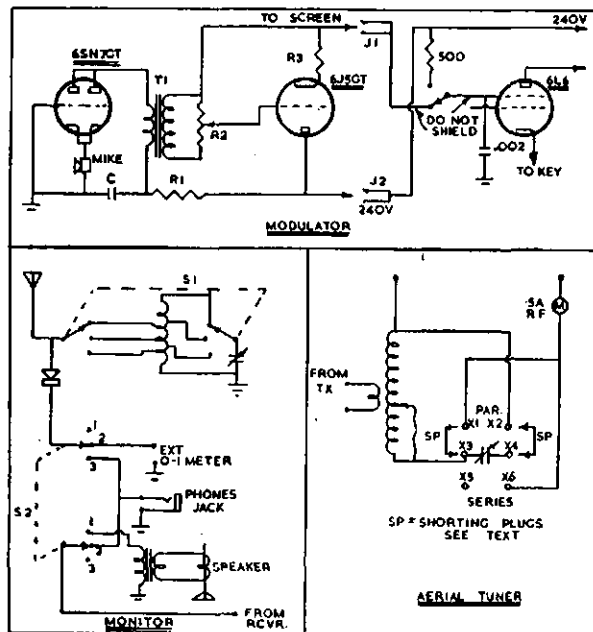 TO SCREEN
J1
240V
6SN7GT
T1
6J5GT
R3
500
6L6
R2
DO NOT
SHIELD
MIKE
.002
C
R1
J2
240V
TO KEY
MODULATOR
S1
1
2
3
EXT
0-1 METER
PHONES
JACK
S2
1
2
3
SPEAKER
FROM
RCVR.
MONITOR
.5A
RF
M
FROM
TX
PAR.
X1 X2
SP
X3 X4
SP
X5 X6
SERIES
SP = SHORTING PLUGS
SEE TEXT
AERIAL TUNER